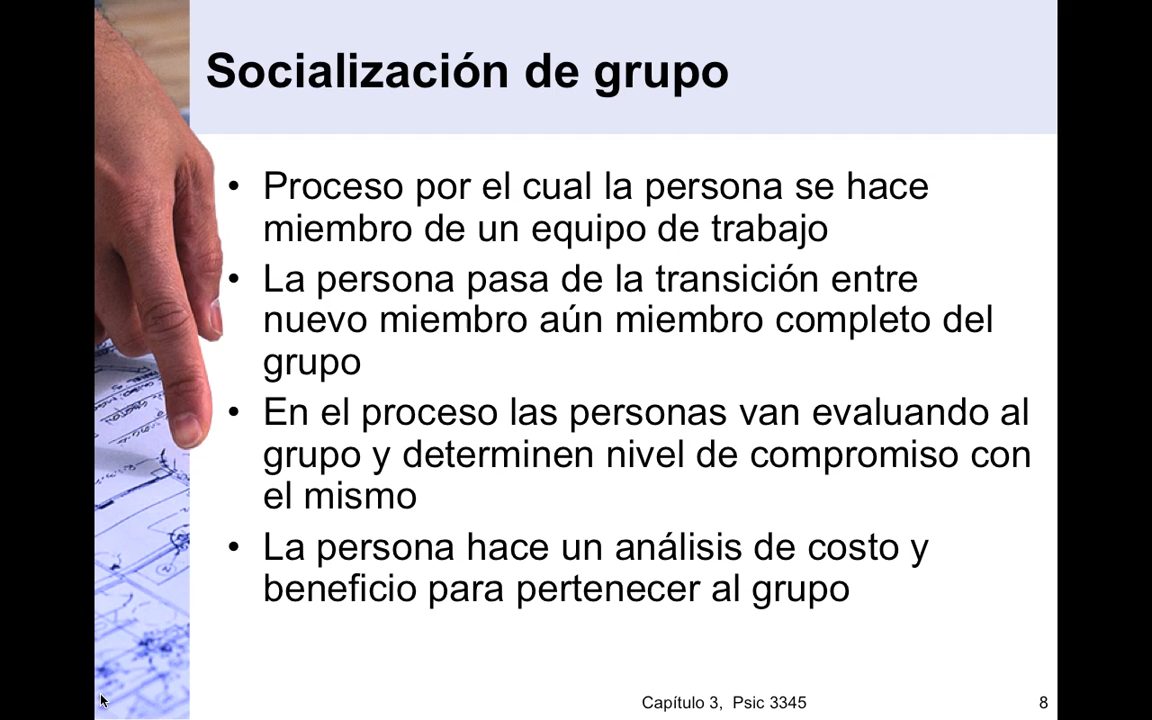 Socialización de grupo
• Proceso por el cual la persona se hace
miembro de un equipo de trabajo
• La persona pasa de la transición entre
nuevo miembro aún miembro completo del
grupo
• En el proceso las personas van evaluando al
grupo y determinen nivel de compromiso con
el mismo
• La persona hace un análisis de costo y
beneficio para pertenecer al grupo
Capítulo 3, Psic 3345
8